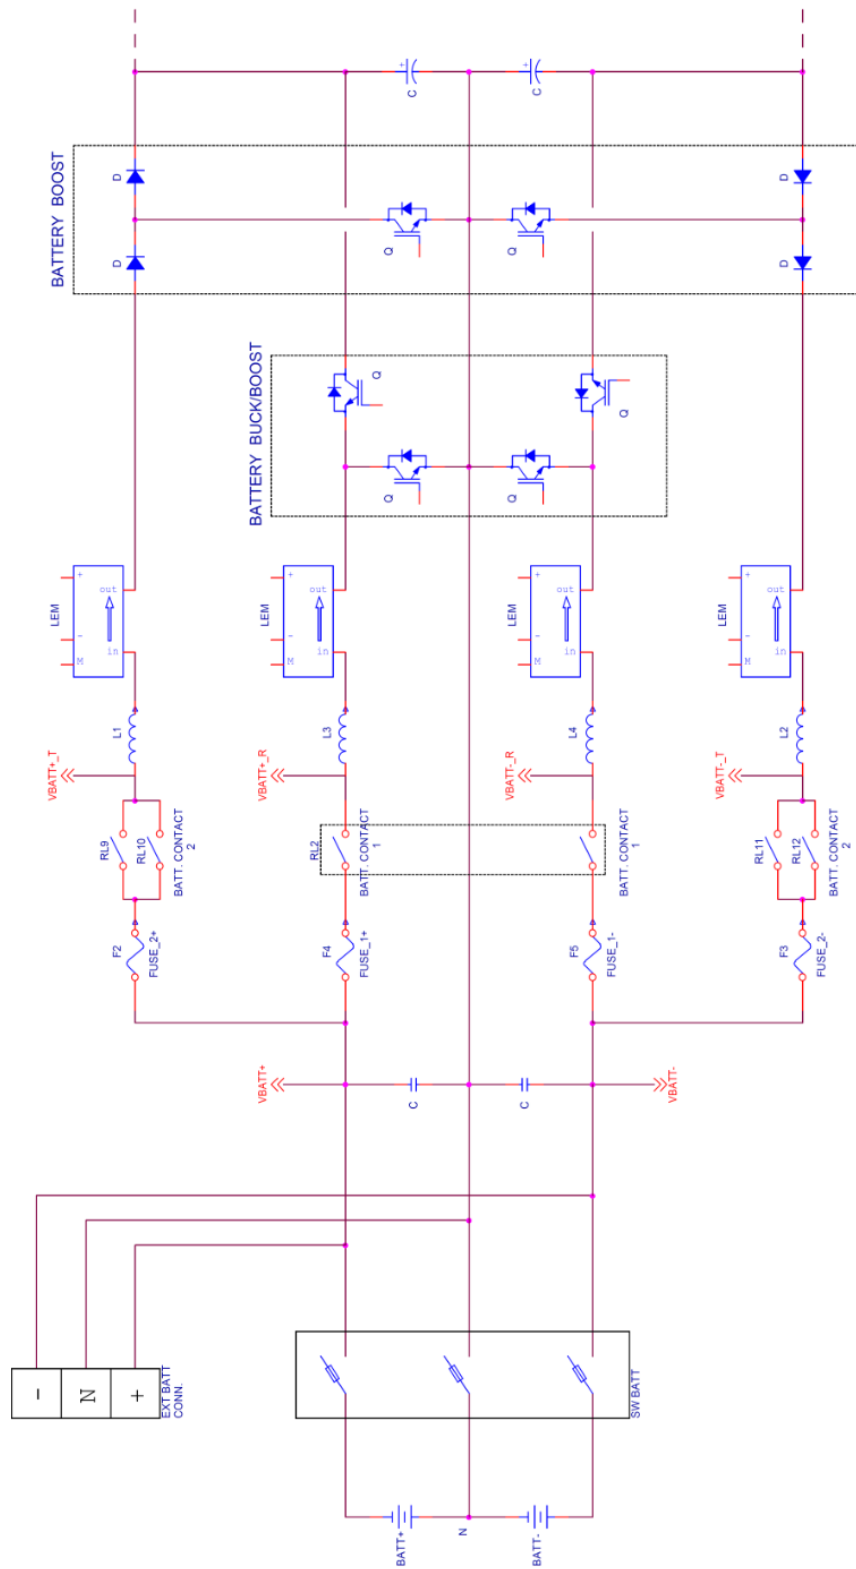 C
C
BATTERY BOOST
D
D
Q
Q
D
D
BATTERY BUCK/BOOST
Q
Q
Q
Q
LEM
+
-
M
out
in
LEM
+
-
M
out
in
LEM
+
-
M
out
in
LEM
+
-
M
out
in
L1
L3
L4
L2
VBATT+_T
VBATT+_R
VBATT-_R
VBATT-_T
RL9
RL10
BATT. CONTACT
2
RL2
BATT. CONTACT
1
BATT. CONTACT
1
RL11
RL12
BATT. CONTACT
2
F2
FUSE_2+
F4
FUSE_1+
F5
FUSE_1-
F3
FUSE_2-
VBATT+
C
C
VBATT-
-
N
+
EXT BATT
CONN.
SW BATT
BATT+
N
BATT-